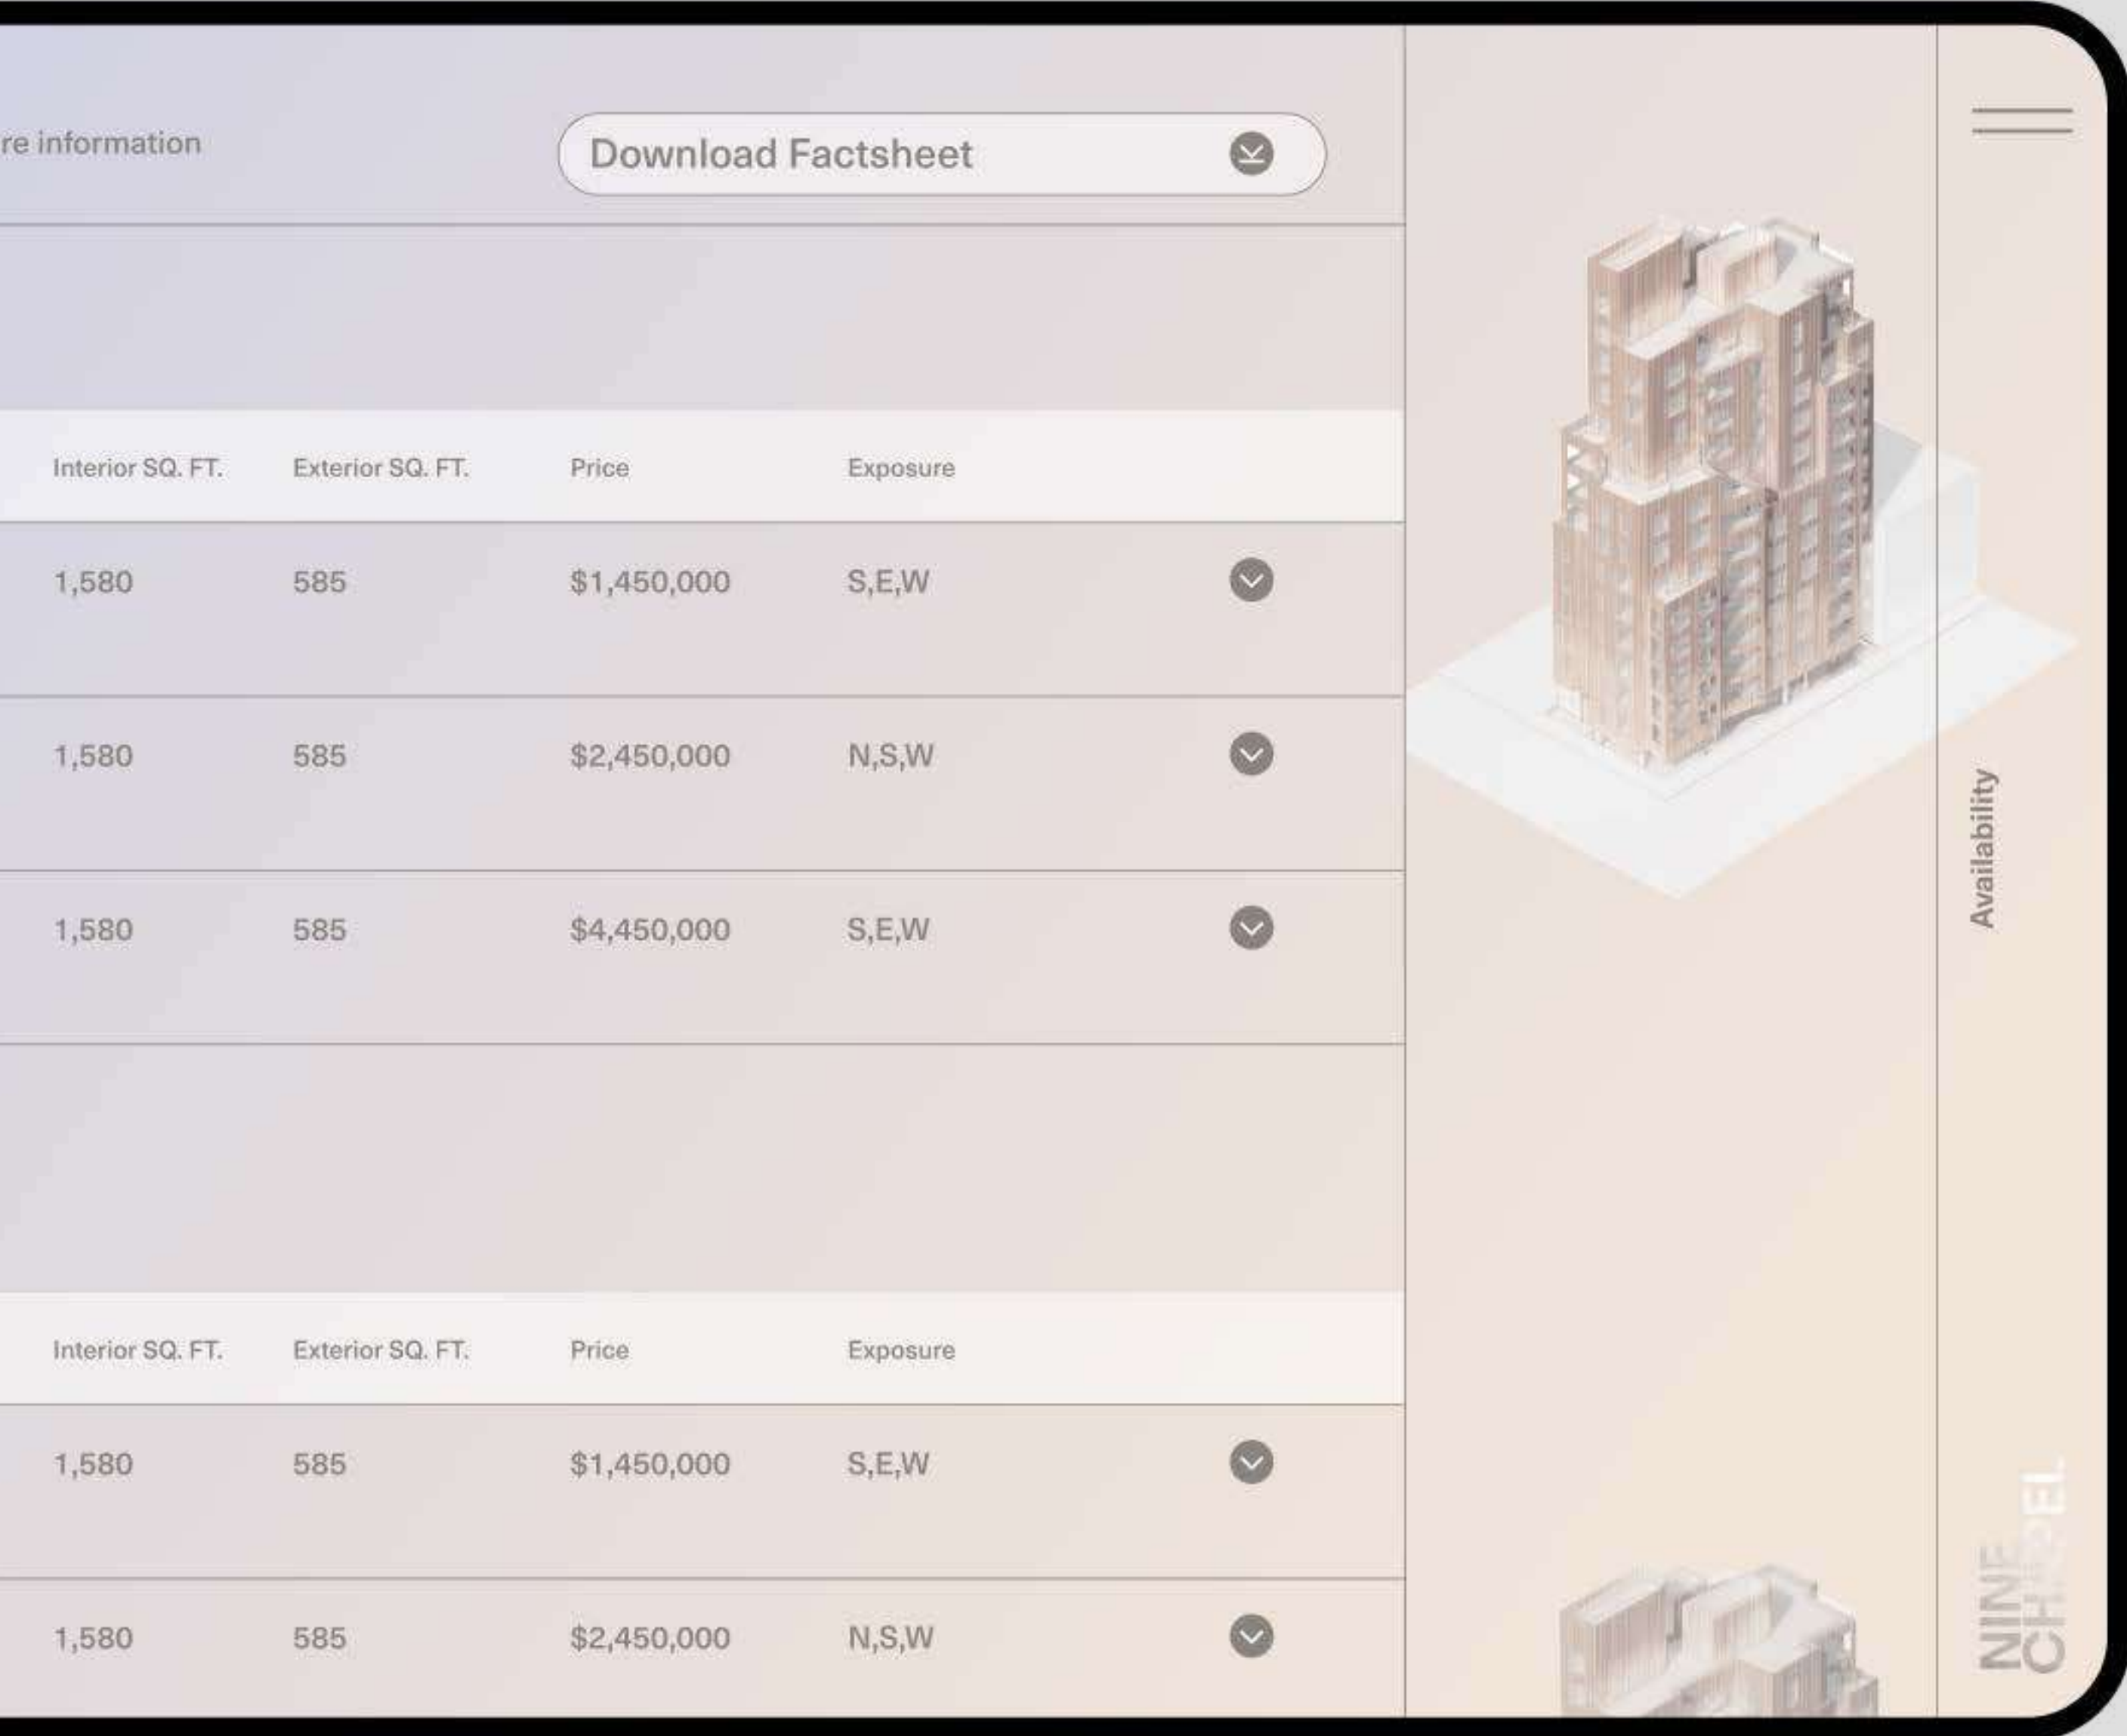 re information
Download Factsheet
Interior SQ. FT. Exterior SQ. FT. Price Exposure
1,580 585 $1,450,000 S,E,W
1,580 585 $2,450,000 N,S,W
1,580 585 $4,450,000 S,E,W
Interior SQ. FT. Exterior SQ. FT. Price Exposure
1,580 585 $1,450,000 S,E,W
1,580 585 $2,450,000 N,S,W
Availability
NINE
CHAPEL